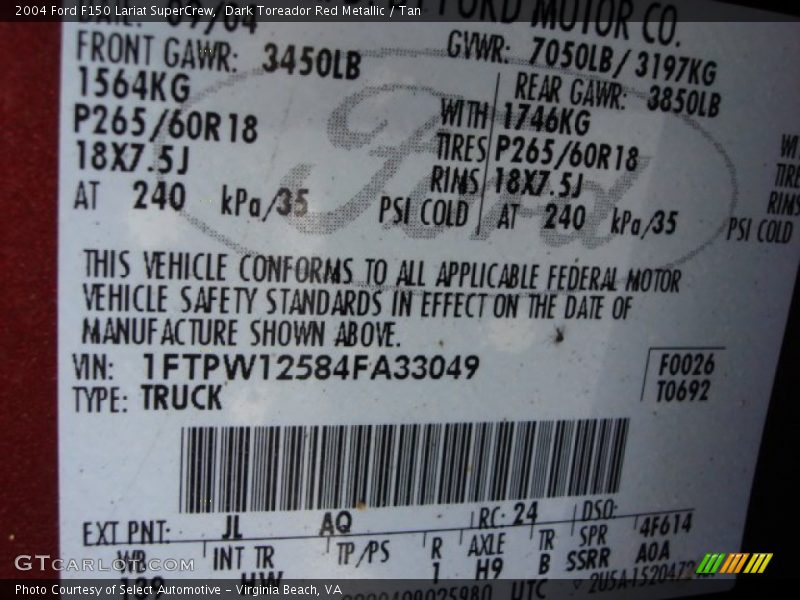 2004 Ford F150 Lariat SuperCrew, Dark Toreador Red Metallic / Tan
FORD MOTOR CO.
FRONT GAWR: 3450LB GVWR: 7050LB/ 3197KG
1564KG REAR GAWR: 3850LB
P265/60R18 WITH 1746KG
18X7.5J TIRES P265/60R18
RIMS 18X7.5J
AT 240 kPa/35 PSI COLD AT 240 kPa/35 PSI COLD
Ford
THIS VEHICLE CONFORMS TO ALL APPLICABLE FEDERAL MOTOR
VEHICLE SAFETY STANDARDS IN EFFECT ON THE DATE OF
MANUFACTURE SHOWN ABOVE.
VIN: 1FTPW12584FA33049 F0026
TYPE: TRUCK T0692
EXT PNT: JL AQ RC: 24 DSO:
WB INT TR TP/PS R AXLE TR SPR 4F614
1 H9 B SSRR A0A
UTC
GTCarLot.com
Photo Courtesy of Select Automotive – Virginia Beach, VA